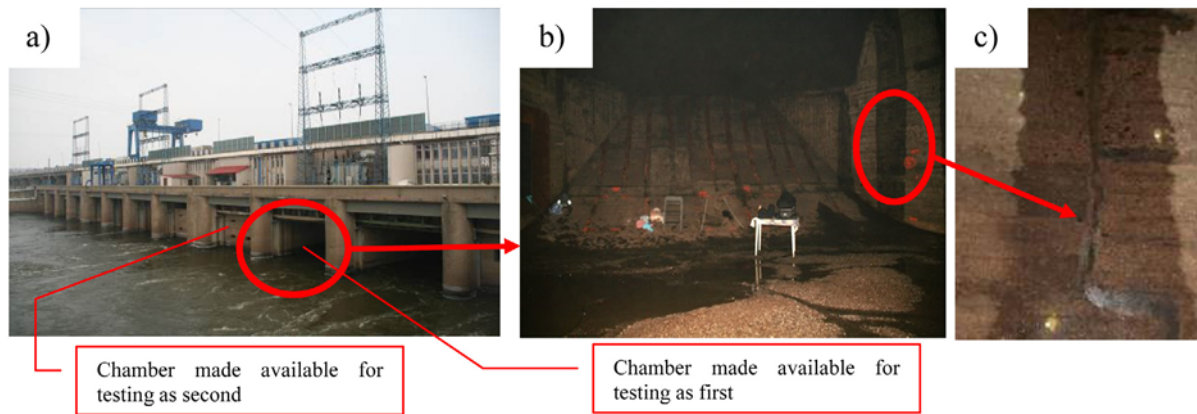 a)
b)
c)
Chamber made available for
testing as second
Chamber made available for
testing as first